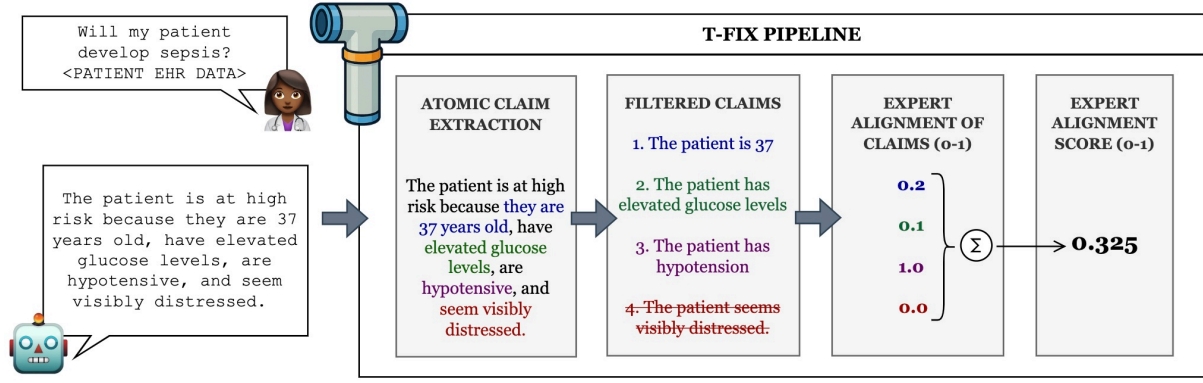 Will my patient
develop sepsis?
<PATIENT EHR DATA>
The patient is at high
risk because they are 37
years old, have elevated
glucose levels, are
hypotensive, and seem
visibly distressed.
T-FIX PIPELINE
ATOMIC CLAIM
EXTRACTION
The patient is at high
risk because they are
37 years old, have
elevated glucose
levels, are
hypotensive, and
seem visibly
distressed.
FILTERED CLAIMS
1. The patient is 37
2. The patient has
elevated glucose levels
3. The patient has
hypotension
4. The patient seems
visibly distressed.
EXPERT
ALIGNMENT OF
CLAIMS (0-1)
0.2
0.1
1.0
0.0
Σ
EXPERT
ALIGNMENT
SCORE (0-1)
0.325